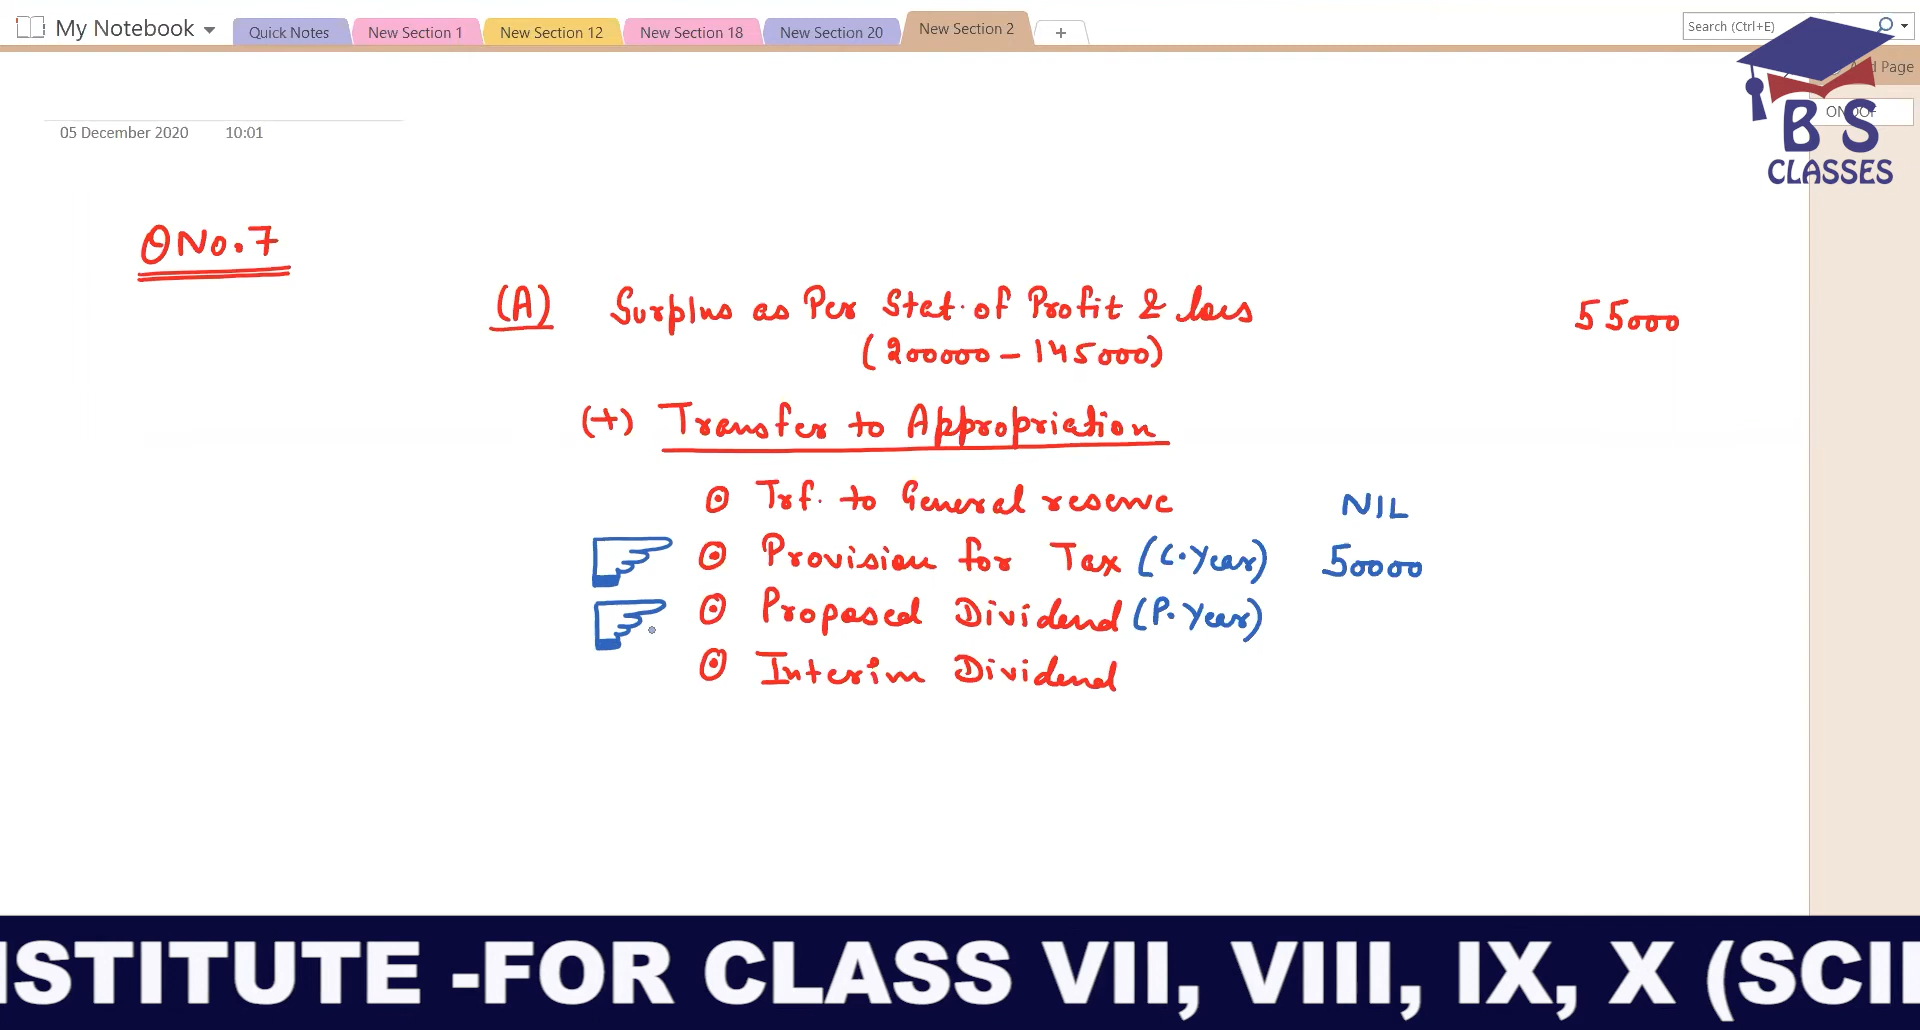 My Notebook
Quick Notes
New Section 1
New Section 12
New Section 18
New Section 20
New Section 2
+
Search (Ctrl+E)
d Page
BS
CLASSES
05 December 2020 10:01
QNo.7
(A) Surplus as Per Stat. of Profit & loss 55000
(200000 - 145000)
(+) Transfer to Appropriation
Trf. to General reserve NIL
Provision for Tax (C.Year) 50000
Proposed Dividend (P.Year)
Interim Dividend
STITUTE -FOR CLASS VII, VIII, IX, X (SCI